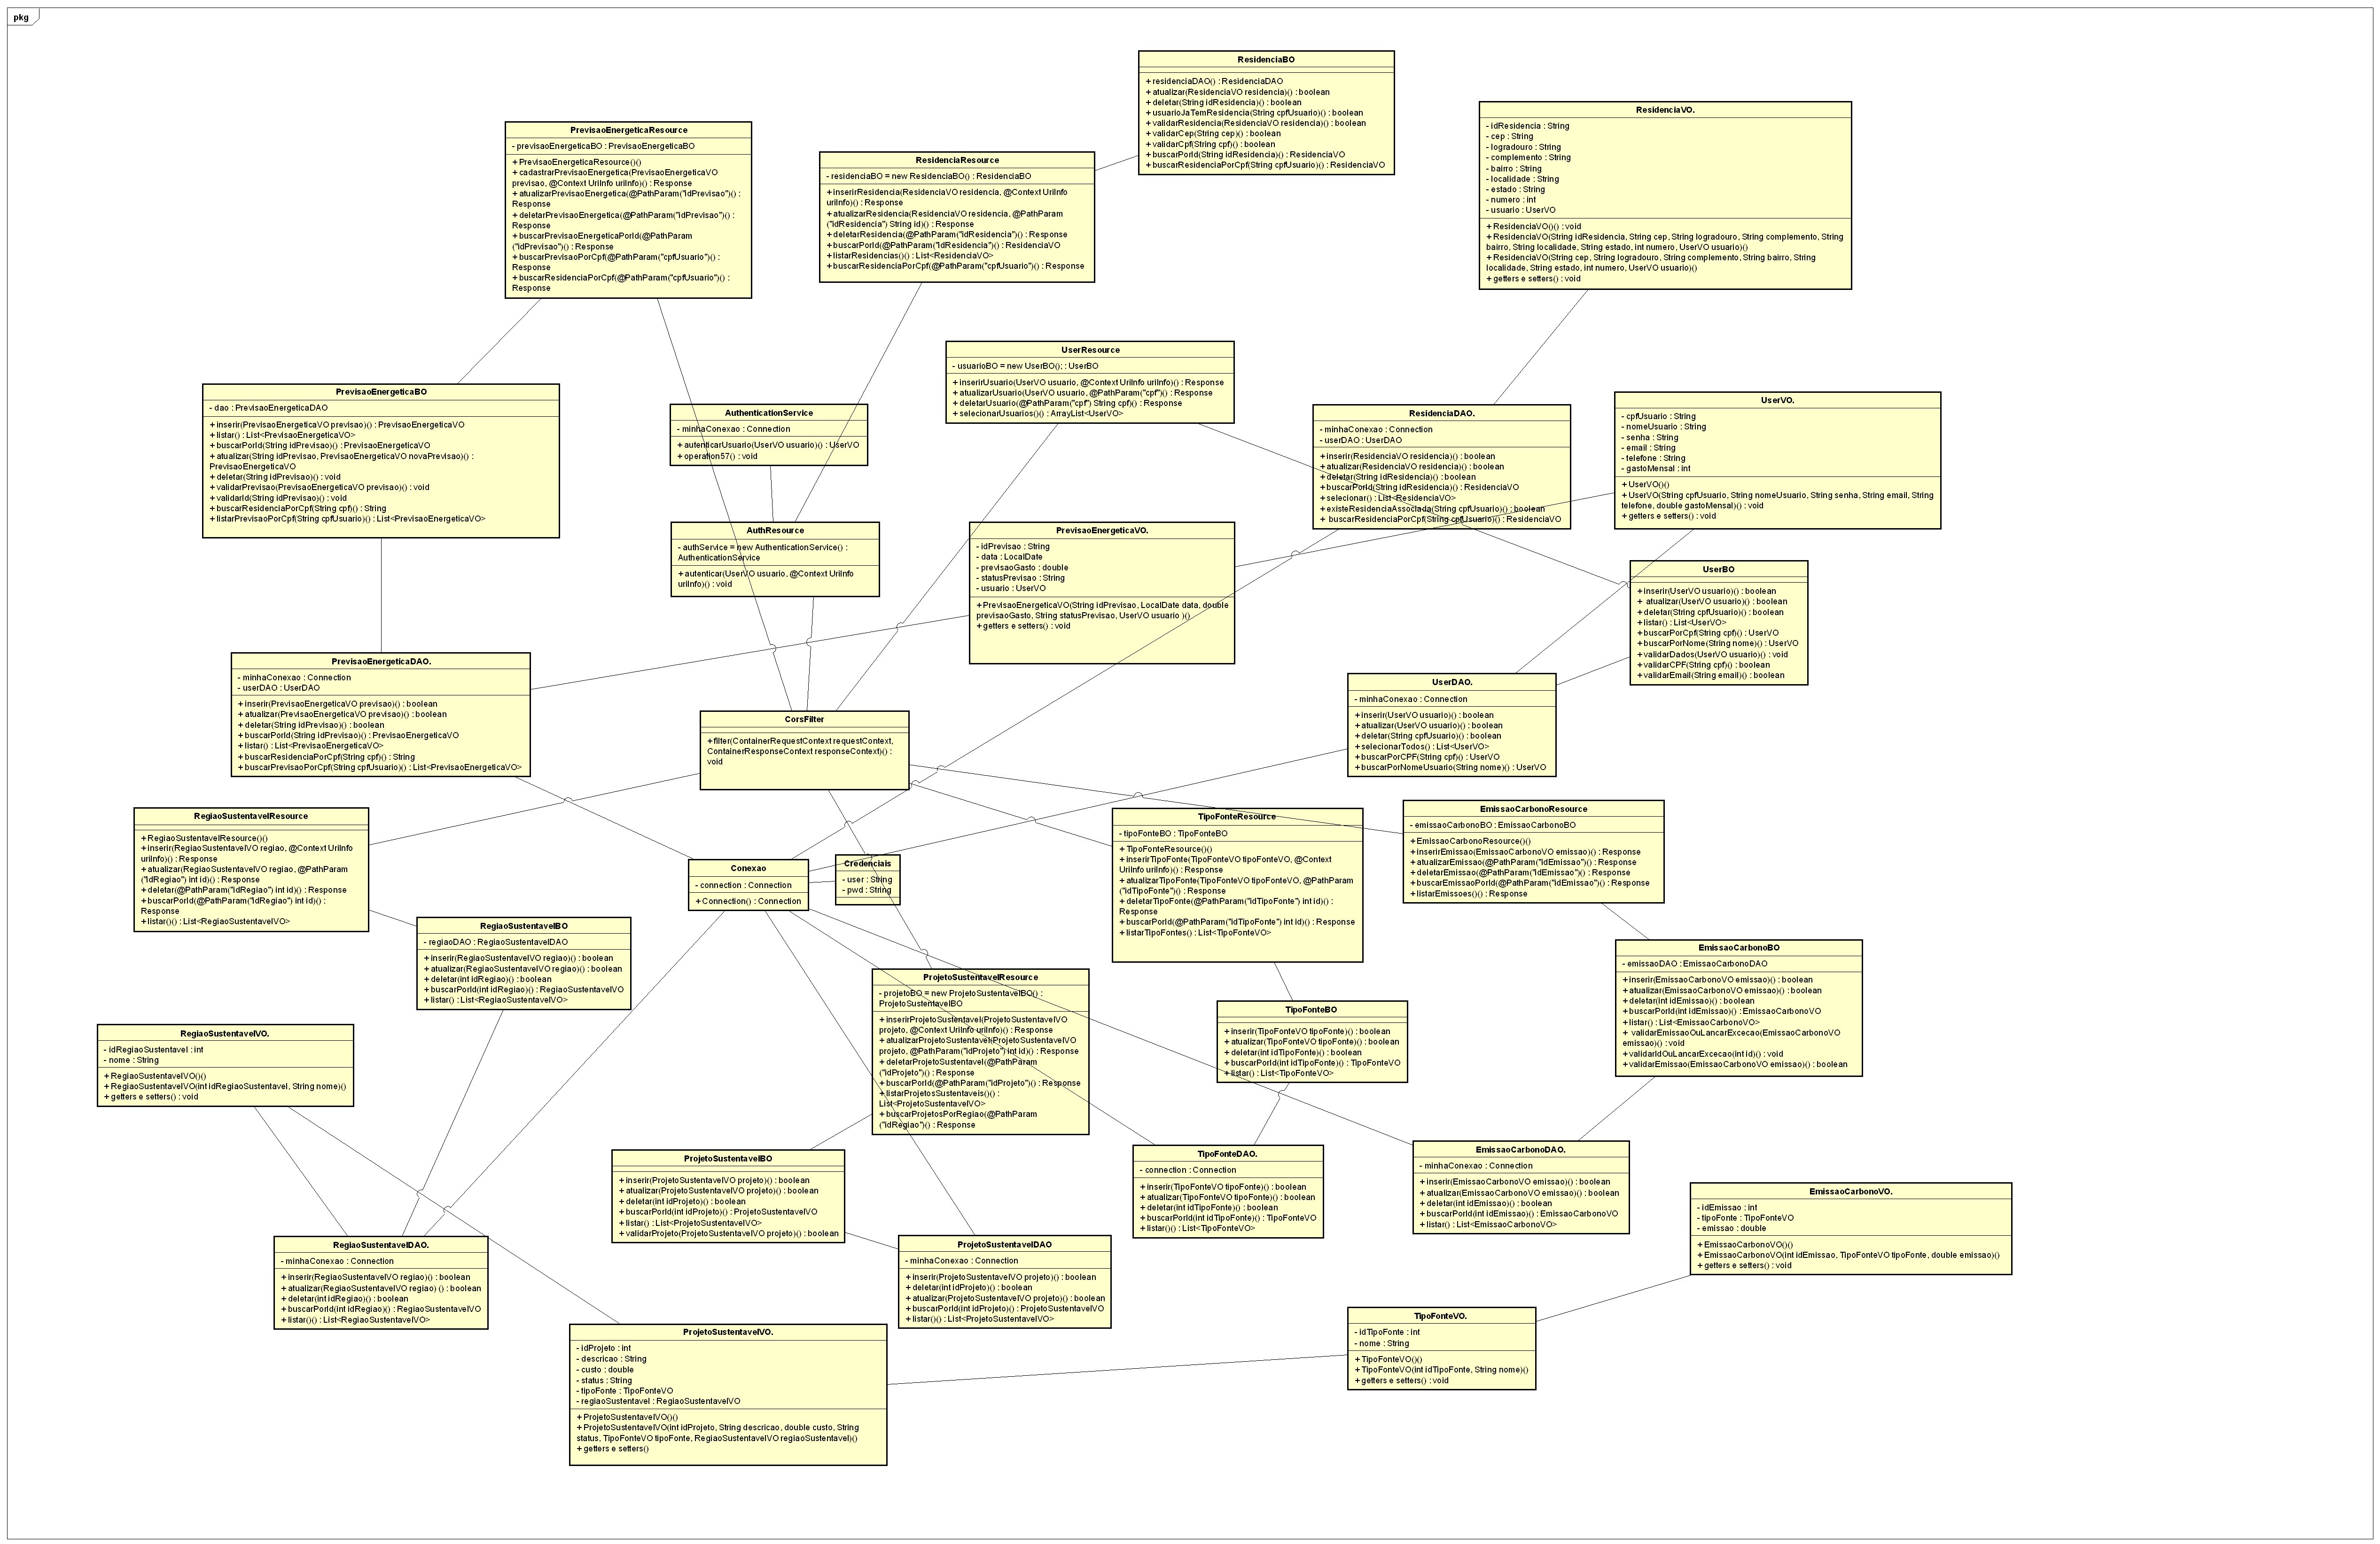 pkg
ResidenciaBO
+ residenciaDAO() : ResidenciaDAO
+ atualizar(ResidenciaVO residencia)() : boolean
+ deletar(String idResidencia)() : boolean
+ usuarioJaTemResidencia(String cpfUsuario)() : boolean
+ validarResidencia(ResidenciaVO residencia)() : boolean
+ validarCep(String cep)() : boolean
+ validarCpf(String cpf)() : boolean
+ buscarPorId(String idResidencia)() : ResidenciaVO
+ buscarResidenciaPorCpf(String cpfUsuario)() : ResidenciaVO
ResidenciaVO.
- idResidencia : String
- cep : String
- logradouro : String
- complemento : String
- bairro : String
- localidade : String
- estado : String
- numero : int
- usuario : UserVO
+ ResidenciaVO()() : void
+ ResidenciaVO(String idResidencia, String cep, String logradouro, String complemento, String
bairro, String localidade, String estado, int numero, UserVO usuario)()
+ ResidenciaVO(String cep, String logradouro, String complemento, String bairro, String
localidade, String estado, int numero, UserVO usuario)()
+ getters e setters() : void
PrevisaoEnergeticaResource
- previsaoEnergeticaBO : PrevisaoEnergeticaBO
+ PrevisaoEnergeticaResource()()
+ cadastrarPrevisaoEnergetica(PrevisaoEnergeticaVO
previsao, @Context UriInfo uriInfo)() : Response
+ atualizarPrevisaoEnergetica(@PathParam("idPrevisao")() :
Response
+ deletarPrevisaoEnergetica(@PathParam("idPrevisao")() :
Response
+ buscarPrevisaoEnergeticaPorId(@PathParam
("idPrevisao")() : Response
+ buscarPrevisaoPorCpf(@PathParam("cpfUsuario")() :
Response
+ buscarResidenciaPorCpf(@PathParam("cpfUsuario")() :
Response
ResidenciaResource
- residenciaBO = new ResidenciaBO() : ResidenciaBO
+ inserirResidencia(ResidenciaVO residencia, @Context UriInfo
uriInfo)() : Response
+ atualizarResidencia(ResidenciaVO residencia, @PathParam
("idResidencia") String id)() : Response
+ deletarResidencia(@PathParam("idResidencia")() : Response
+ buscarPorId(@PathParam("idResidencia")() : ResidenciaVO
+ listarResidencias()() : List<ResidenciaVO>
+ buscarResidenciaPorCpf(@PathParam("cpfUsuario")() : Response
UserResource
- usuarioBO = new UserBO(); : UserBO
+ inserirUsuario(UserVO usuario, @Context UriInfo uriInfo)() : Response
+ atualizarUsuario(UserVO usuario, @PathParam("cpf")() : Response
+ deletarUsuario(@PathParam("cpf") String cpf)() : Response
+ selecionarUsuarios()() : ArrayList<UserVO>
PrevisaoEnergeticaBO
- dao : PrevisaoEnergeticaDAO
+ inserir(PrevisaoEnergeticaVO previsao)() : PrevisaoEnergeticaVO
+ listar() : List<PrevisaoEnergeticaVO>
+ buscarPorId(String idPrevisao)() : PrevisaoEnergeticaVO
+ atualizar(String idPrevisao, PrevisaoEnergeticaVO novaPrevisao)() :
PrevisaoEnergeticaVO
+ deletar(String idPrevisao)() : void
+ validarPrevisao(PrevisaoEnergeticaVO previsao)() : void
+ validarId(String idPrevisao)() : void
+ buscarResidenciaPorCpf(String cpf)() : String
+ listarPrevisaoPorCpf(String cpfUsuario)() : List<PrevisaoEnergeticaVO>
AuthenticationService
- minhaConexao : Connection
+ autenticarUsuario(UserVO usuario)() : UserVO
+ operation57() : void
ResidenciaDAO.
- minhaConexao : Connection
- userDAO : UserDAO
+ inserir(ResidenciaVO residencia)() : boolean
+ atualizar(ResidenciaVO residencia)() : boolean
+ deletar(String idResidencia)() : boolean
+ buscarPorId(String idResidencia)() : ResidenciaVO
+ selecionar() : List<ResidenciaVO>
+ existeResidenciaAssociada(String cpfUsuario)() : boolean
+ buscarResidenciaPorCpf(String cpfUsuario)() : ResidenciaVO
UserVO.
- cpfUsuario : String
- nomeUsuario : String
- senha : String
- email : String
- telefone : String
- gastoMensal : int
+ UserVO()()
+ UserVO(String cpfUsuario, String nomeUsuario, String senha, String email, String
telefone, double gastoMensal)() : void
+ getters e setters() : void
AuthResource
- authService = new AuthenticationService() :
AuthenticationService
+ autenticar(UserVO usuario, @Context UriInfo
uriInfo)() : void
PrevisaoEnergeticaVO.
- idPrevisao : String
- data : LocalDate
- previsaoGasto : double
- statusPrevisao : String
- usuario : UserVO
+ PrevisaoEnergeticaVO(String idPrevisao, LocalDate data, double
previsaoGasto, String statusPrevisao, UserVO usuario )()
+ getters e setters() : void
UserBO
+ inserir(UserVO usuario)() : boolean
+ atualizar(UserVO usuario)() : boolean
+ deletar(String cpfUsuario)() : boolean
+ listar() : List<UserVO>
+ buscarPorCpf(String cpf)() : UserVO
+ buscarPorNome(String nome)() : UserVO
+ validarDados(UserVO usuario)() : void
+ validarCPF(String cpf)() : boolean
+ validarEmail(String email)() : boolean
PrevisaoEnergeticaDAO.
- minhaConexao : Connection
- userDAO : UserDAO
+ inserir(PrevisaoEnergeticaVO previsao)() : boolean
+ atualizar(PrevisaoEnergeticaVO previsao)() : boolean
+ deletar(String idPrevisao)() : boolean
+ buscarPorId(String idPrevisao)() : PrevisaoEnergeticaVO
+ listar() : List<PrevisaoEnergeticaVO>
+ buscarResidenciaPorCpf(String cpf)() : String
+ buscarPrevisaoPorCpf(String cpfUsuario)() : List<PrevisaoEnergeticaVO>
UserDAO.
- minhaConexao : Connection
+ inserir(UserVO usuario)() : boolean
+ atualizar(UserVO usuario)() : boolean
+ deletar(String cpfUsuario)() : boolean
+ selecionarTodos() : List<UserVO>
+ buscarPorCPF(String cpf)() : UserVO
+ buscarPorNomeUsuario(String nome)() : UserVO
CorsFilter
+ filter(ContainerRequestContext requestContext,
ContainerResponseContext responseContext)() :
void
RegiaoSustentavelResource
+ RegiaoSustentavelResource()()
+ inserir(RegiaoSustentavelVO regiao, @Context UriInfo
uriInfo)() : Response
+ atualizar(RegiaoSustentavelVO regiao, @PathParam
("idRegiao") int id)() : Response
+ deletar(@PathParam("idRegiao") int id)() : Response
+ buscarPorId(@PathParam("idRegiao") int id)() :
Response
+ listar()() : List<RegiaoSustentavelVO>
TipoFonteResource
- tipoFonteBO : TipoFonteBO
+ TipoFonteResource()()
+ inserirTipoFonte(TipoFonteVO tipoFonteVO, @Context
UriInfo uriInfo)() : Response
+ atualizarTipoFonte(TipoFonteVO tipoFonteVO, @PathParam
("idTipoFonte")() : Response
+ deletarTipoFonte(@PathParam("idTipoFonte") int id)() :
Response
+ buscarPorId(@PathParam("idTipoFonte") int id)() : Response
+ listarTipoFontes() : List<TipoFonteVO>
EmissaoCarbonoResource
- emissaoCarbonoBO : EmissaoCarbonoBO
+ EmissaoCarbonoResource()()
+ inserirEmissao(EmissaoCarbonoVO emissao)() : Response
+ atualizarEmissao(@PathParam("idEmissao")() : Response
+ deletarEmissao(@PathParam("idEmissao")() : Response
+ buscarEmissaoPorId(@PathParam("idEmissao")() : Response
+ listarEmissoes()() : Response
Conexao
- connection : Connection
+ Connection() : Connection
Credenciais
- user : String
- pwd : String
RegiaoSustentavelBO
- regiaoDAO : RegiaoSustentavelDAO
+ inserir(RegiaoSustentavelVO regiao)() : boolean
+ atualizar(RegiaoSustentavelVO regiao)() : boolean
+ deletar(int idRegiao)() : boolean
+ buscarPorId(int idRegiao)() : RegiaoSustentavelVO
+ listar() : List<RegiaoSustentavelVO>
EmissaoCarbonoBO
- emissaoDAO : EmissaoCarbonoDAO
+ inserir(EmissaoCarbonoVO emissao)() : boolean
+ atualizar(EmissaoCarbonoVO emissao)() : boolean
+ deletar(int idEmissao)() : boolean
+ buscarPorId(int idEmissao)() : EmissaoCarbonoVO
+ listar() : List<EmissaoCarbonoVO>
+ validarEmissaoOuLancarExcecao(EmissaoCarbonoVO
emissao)() : void
+ validarIdOuLancarExcecao(int id)() : void
+ validarEmissao(EmissaoCarbonoVO emissao)() : boolean
ProjetoSustentavelResource
- projetoBO = new ProjetoSustentavelBO() :
ProjetoSustentavelBO
+ inserirProjetoSustentavel(ProjetoSustentavelVO
projeto, @Context UriInfo uriInfo)() : Response
+ atualizarProjetoSustentavel(ProjetoSustentavelVO
projeto, @PathParam("idProjeto") int id)() : Response
+ deletarProjetoSustentavel(@PathParam
("idProjeto")() : Response
+ buscarPorId(@PathParam("idProjeto")() : Response
+ listarProjetosSustentaveis()() :
List<ProjetoSustentavelVO>
+ buscarProjetosPorRegiao(@PathParam
("idRegiao")() : Response
TipoFonteBO
+ inserir(TipoFonteVO tipoFonte)() : boolean
+ atualizar(TipoFonteVO tipoFonte)() : boolean
+ deletar(int idTipoFonte)() : boolean
+ buscarPorId(int idTipoFonte)() : TipoFonteVO
+ listar() : List<TipoFonteVO>
RegiaoSustentavelVO.
- idRegiaoSustentavel : int
- nome : String
+ RegiaoSustentavelVO()()
+ RegiaoSustentavelVO(int idRegiaoSustentavel, String nome)()
+ getters e setters() : void
ProjetoSustentavelBO
+ inserir(ProjetoSustentavelVO projeto)() : boolean
+ atualizar(ProjetoSustentavelVO projeto)() : boolean
+ deletar(int idProjeto)() : boolean
+ buscarPorId(int idProjeto)() : ProjetoSustentavelVO
+ listar() : List<ProjetoSustentavelVO>
+ validarProjeto(ProjetoSustentavelVO projeto)() : boolean
TipoFonteDAO.
- connection : Connection
+ inserir(TipoFonteVO tipoFonte)() : boolean
+ atualizar(TipoFonteVO tipoFonte)() : boolean
+ deletar(int idTipoFonte)() : boolean
+ buscarPorId(int idTipoFonte)() : TipoFonteVO
+ listar()() : List<TipoFonteVO>
EmissaoCarbonoDAO.
- minhaConexao : Connection
+ inserir(EmissaoCarbonoVO emissao)() : boolean
+ atualizar(EmissaoCarbonoVO emissao)() : boolean
+ deletar(int idEmissao)() : boolean
+ buscarPorId(int idEmissao)() : EmissaoCarbonoVO
+ listar() : List<EmissaoCarbonoVO>
EmissaoCarbonoVO.
- idEmissao : int
- tipoFonte : TipoFonteVO
- emissao : double
+ EmissaoCarbonoVO()()
+ EmissaoCarbonoVO(int idEmissao, TipoFonteVO tipoFonte, double emissao)()
+ getters e setters() : void
RegiaoSustentavelDAO.
- minhaConexao : Connection
+ inserir(RegiaoSustentavelVO regiao)() : boolean
+ atualizar(RegiaoSustentavelVO regiao) () : boolean
+ deletar(int idRegiao)() : boolean
+ buscarPorId(int idRegiao)() : RegiaoSustentavelVO
+ listar()() : List<RegiaoSustentavelVO>
ProjetoSustentavelDAO
- minhaConexao : Connection
+ inserir(ProjetoSustentavelVO projeto)() : boolean
+ deletar(int idProjeto)() : boolean
+ atualizar(ProjetoSustentavelVO projeto)() : boolean
+ buscarPorId(int idProjeto)() : ProjetoSustentavelVO
+ listar()() : List<ProjetoSustentavelVO>
TipoFonteVO.
- idTipoFonte : int
- nome : String
+ TipoFonteVO()()
+ TipoFonteVO(int idTipoFonte, String nome)()
+ getters e setters() : void
ProjetoSustentavelVO.
- idProjeto : int
- descricao : String
- custo : double
- status : String
- tipoFonte : TipoFonteVO
- regiaoSustentavel : RegiaoSustentavelVO
+ ProjetoSustentavelVO()()
+ ProjetoSustentavelVO(int idProjeto, String descricao, double custo, String
status, TipoFonteVO tipoFonte, RegiaoSustentavelVO regiaoSustentavel)()
+ getters e setters()